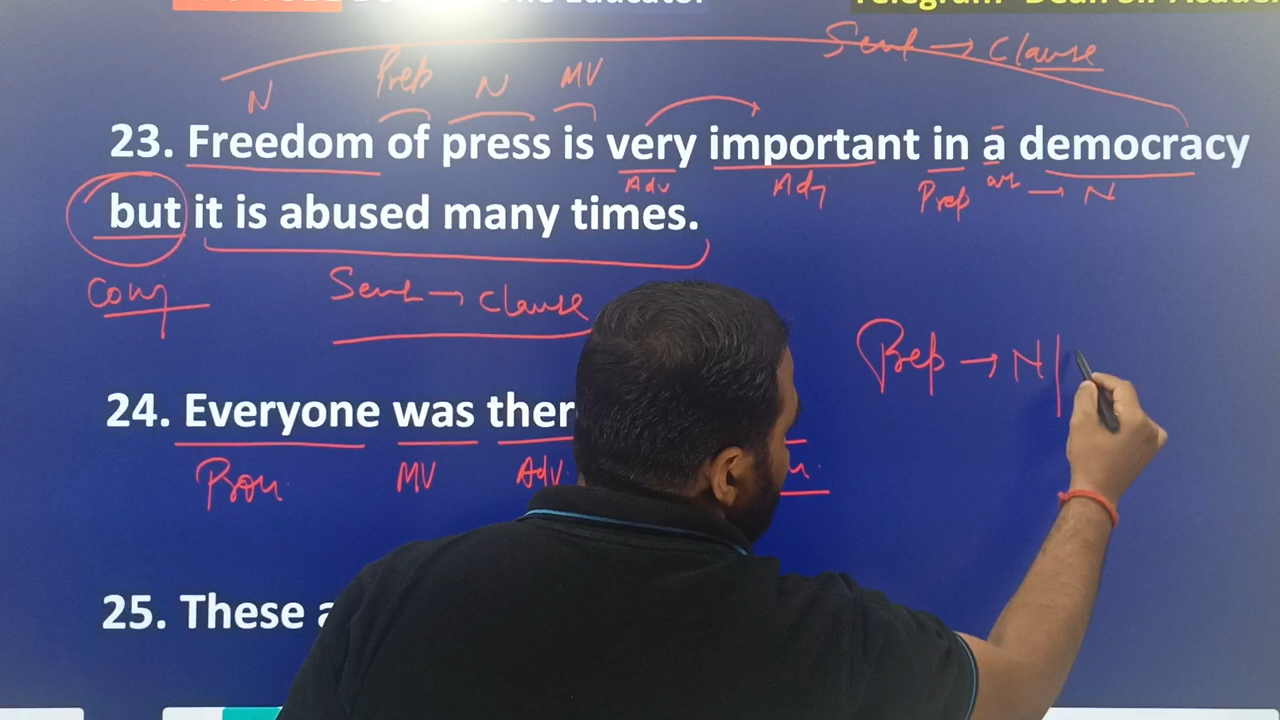 Sent → Clause
N Prep N MV
23. Freedom of press is very important in a democracy
Adv Adj Prep art → N
but it is abused many times.
Conj Sent → Clause
Prep → N |
24. Everyone was ther
Pron MV Adv
25. These a